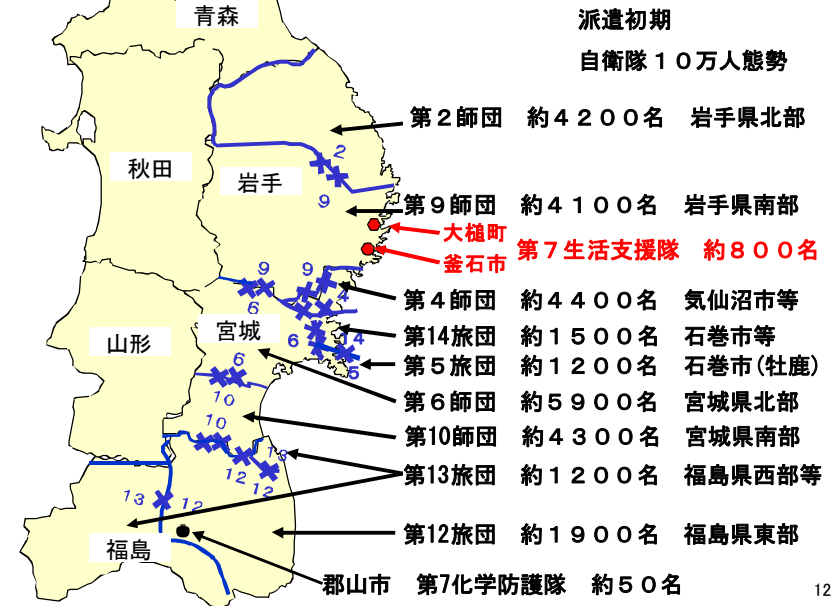 青森
派遣初期
自衛隊１０万人態勢
第２師団　約４２００名　岩手県北部
秋田
岩手
2
9
第９師団　約４１００名　岩手県南部
大槌町
釜石市
第７生活支援隊　約８００名
9
6
9
4
第４師団　約４４００名　気仙沼市等
山形
宮城
6
14
5
第14旅団　約１５００名　石巻市等
第５旅団　約１２００名　石巻市(牡鹿)
6
10
第６師団　約５９００名　宮城県北部
10
12
第10師団　約４３００名　宮城県南部
13
12
第13旅団　約１２００名　福島県西部等
13
12
福島
第12旅団　約１９００名　福島県東部
郡山市　第7化学防護隊　約５０名
12